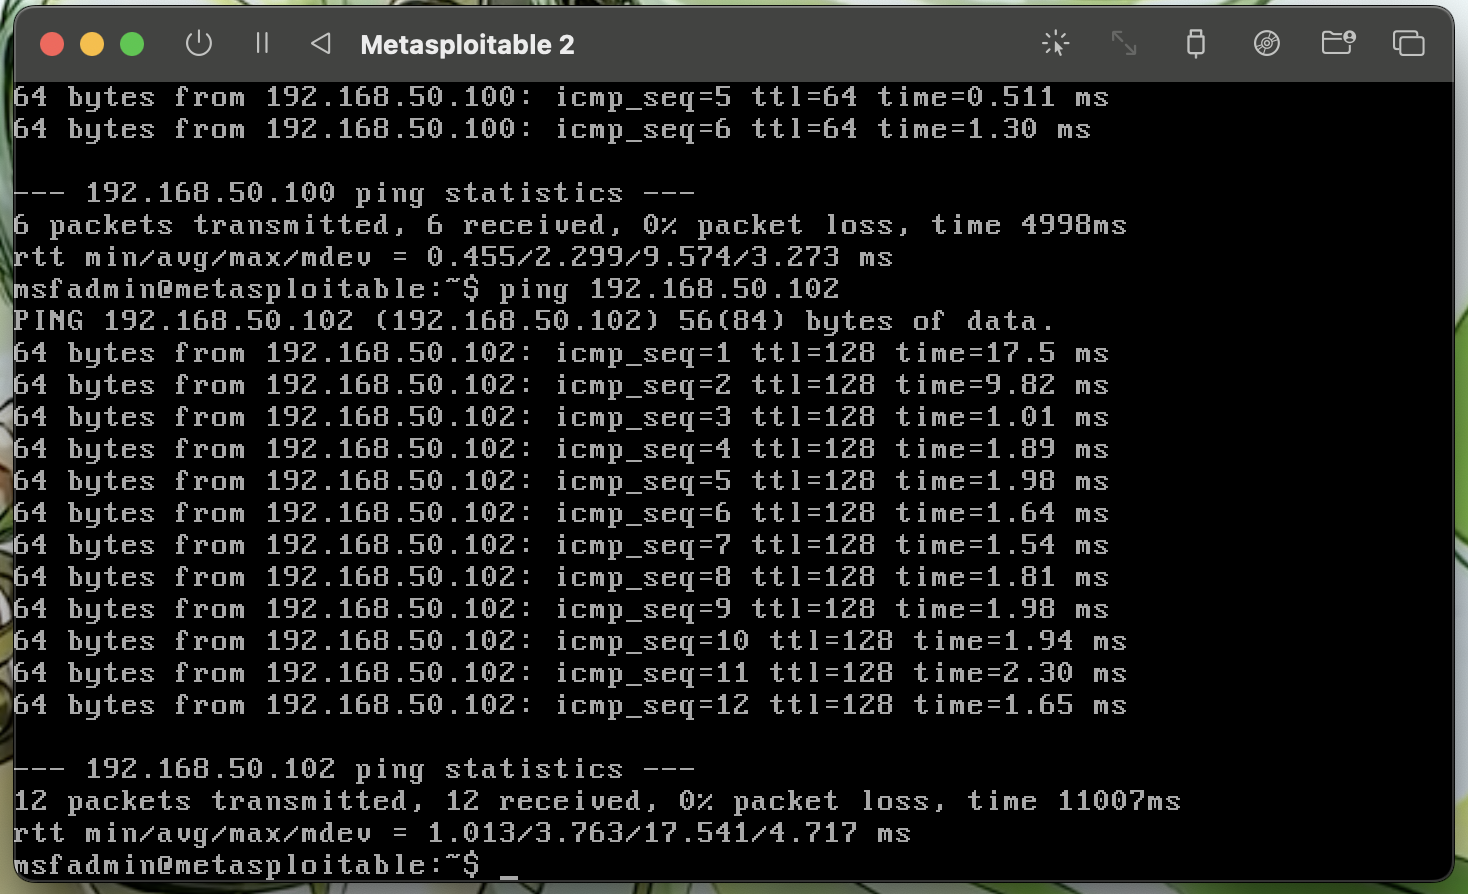 Metasploitable 2
64 bytes from 192.168.50.100: icmp_seq=5 ttl=64 time=0.511 ms
64 bytes from 192.168.50.100: icmp_seq=6 ttl=64 time=1.30 ms
--- 192.168.50.100 ping statistics ---
6 packets transmitted, 6 received, 0% packet loss, time 4998ms
rtt min/avg/max/mdev = 0.455/2.299/9.574/3.273 ms
msfadmin@metasploitable:~$ ping 192.168.50.102
PING 192.168.50.102 (192.168.50.102) 56(84) bytes of data.
64 bytes from 192.168.50.102: icmp_seq=1 ttl=128 time=17.5 ms
64 bytes from 192.168.50.102: icmp_seq=2 ttl=128 time=9.82 ms
64 bytes from 192.168.50.102: icmp_seq=3 ttl=128 time=1.01 ms
64 bytes from 192.168.50.102: icmp_seq=4 ttl=128 time=1.89 ms
64 bytes from 192.168.50.102: icmp_seq=5 ttl=128 time=1.98 ms
64 bytes from 192.168.50.102: icmp_seq=6 ttl=128 time=1.64 ms
64 bytes from 192.168.50.102: icmp_seq=7 ttl=128 time=1.54 ms
64 bytes from 192.168.50.102: icmp_seq=8 ttl=128 time=1.81 ms
64 bytes from 192.168.50.102: icmp_seq=9 ttl=128 time=1.98 ms
64 bytes from 192.168.50.102: icmp_seq=10 ttl=128 time=1.94 ms
64 bytes from 192.168.50.102: icmp_seq=11 ttl=128 time=2.30 ms
64 bytes from 192.168.50.102: icmp_seq=12 ttl=128 time=1.65 ms
--- 192.168.50.102 ping statistics ---
12 packets transmitted, 12 received, 0% packet loss, time 11007ms
rtt min/avg/max/mdev = 1.013/3.763/17.541/4.717 ms
msfadmin@metasploitable:~$ _